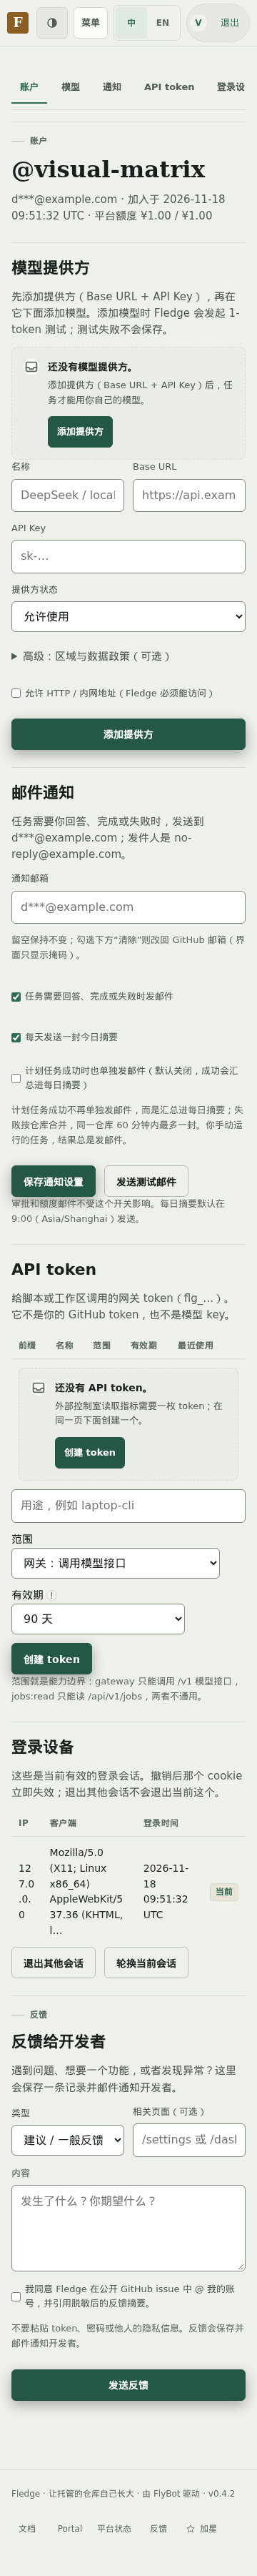 F
菜单
中
EN
V
退出
账户
模型
通知
API token
登录设
账户
@visual-matrix
d***@example.com · 加入于 2026-11-18
09:51:32 UTC · 平台额度 ¥1.00 / ¥1.00
模型提供方
先添加提供方（Base URL + API Key），再在
它下面添加模型。添加模型时 Fledge 会发起 1-
token 测试；测试失败不会保存。
还没有模型提供方。
添加提供方（Base URL + API Key）后，任
务才能用你自己的模型。
添加提供方
名称
Base URL
DeepSeek / local
https://api.exam
API Key
sk-...
提供方状态
允许使用
高级：区域与数据政策（可选）
允许 HTTP / 内网地址（Fledge 必须能访问）
添加提供方
邮件通知
任务需要你回答、完成或失败时，发送到
d***@example.com；发件人是 no-
reply@example.com。
通知邮箱
d***@example.com
留空保持不变；勾选下方“清除”则改回 GitHub 邮箱（界
面只显示掩码）。
任务需要回答、完成或失败时发邮件
每天发送一封今日摘要
计划任务成功时也单独发邮件（默认关闭，成功会汇
总进每日摘要）
计划任务成功不再单独发邮件，而是汇总进每日摘要；失
败按仓库合并，同一仓库 60 分钟内最多一封。你手动运
行的任务，结果总是发邮件。
保存通知设置
发送测试邮件
审批和额度邮件不受这个开关影响。每日摘要默认在
9:00（Asia/Shanghai）发送。
API token
给脚本或工作区调用的网关 token（flg_…）。
它不是你的 GitHub token，也不是模型 key。
前缀
名称
范围
有效期
最近使用
还没有 API token。
外部控制室读取指标需要一枚 token；在
同一页下面创建一个。
创建 token
用途，例如 laptop-cli
范围
网关：调用模型接口
有效期 !
90 天
创建 token
范围就是能力边界：gateway 只能调用 /v1 模型接口，
jobs:read 只能读 /api/v1/jobs，两者不通用。
登录设备
这些是当前有效的登录会话。撤销后那个 cookie
立即失效；退出其他会话不会退出当前这个。
IP
客户端
登录时间
127.0.0.0
Mozilla/5.0
(X11; Linux
x86_64)
AppleWebKit/5
37.36 (KHTML,
l…
2026-11-
18
09:51:32
UTC
当前
退出其他会话
轮换当前会话
反馈
反馈给开发者
遇到问题、想要一个功能，或者发现异常？这里
会保存一条记录并邮件通知开发者。
类型
相关页面（可选）
建议 / 一般反馈
/settings 或 /dasl
内容
发生了什么？你期望什么？
我同意 Fledge 在公开 GitHub issue 中 @ 我的账
号，并引用脱敏后的反馈摘要。
不要粘贴 token、密码或他人的隐私信息。反馈会保存并
邮件通知开发者。
发送反馈
Fledge · 让托管的仓库自己长大 · 由 FlyBot 驱动 · v0.4.2
文档
Portal
平台状态
反馈
☆ 加星